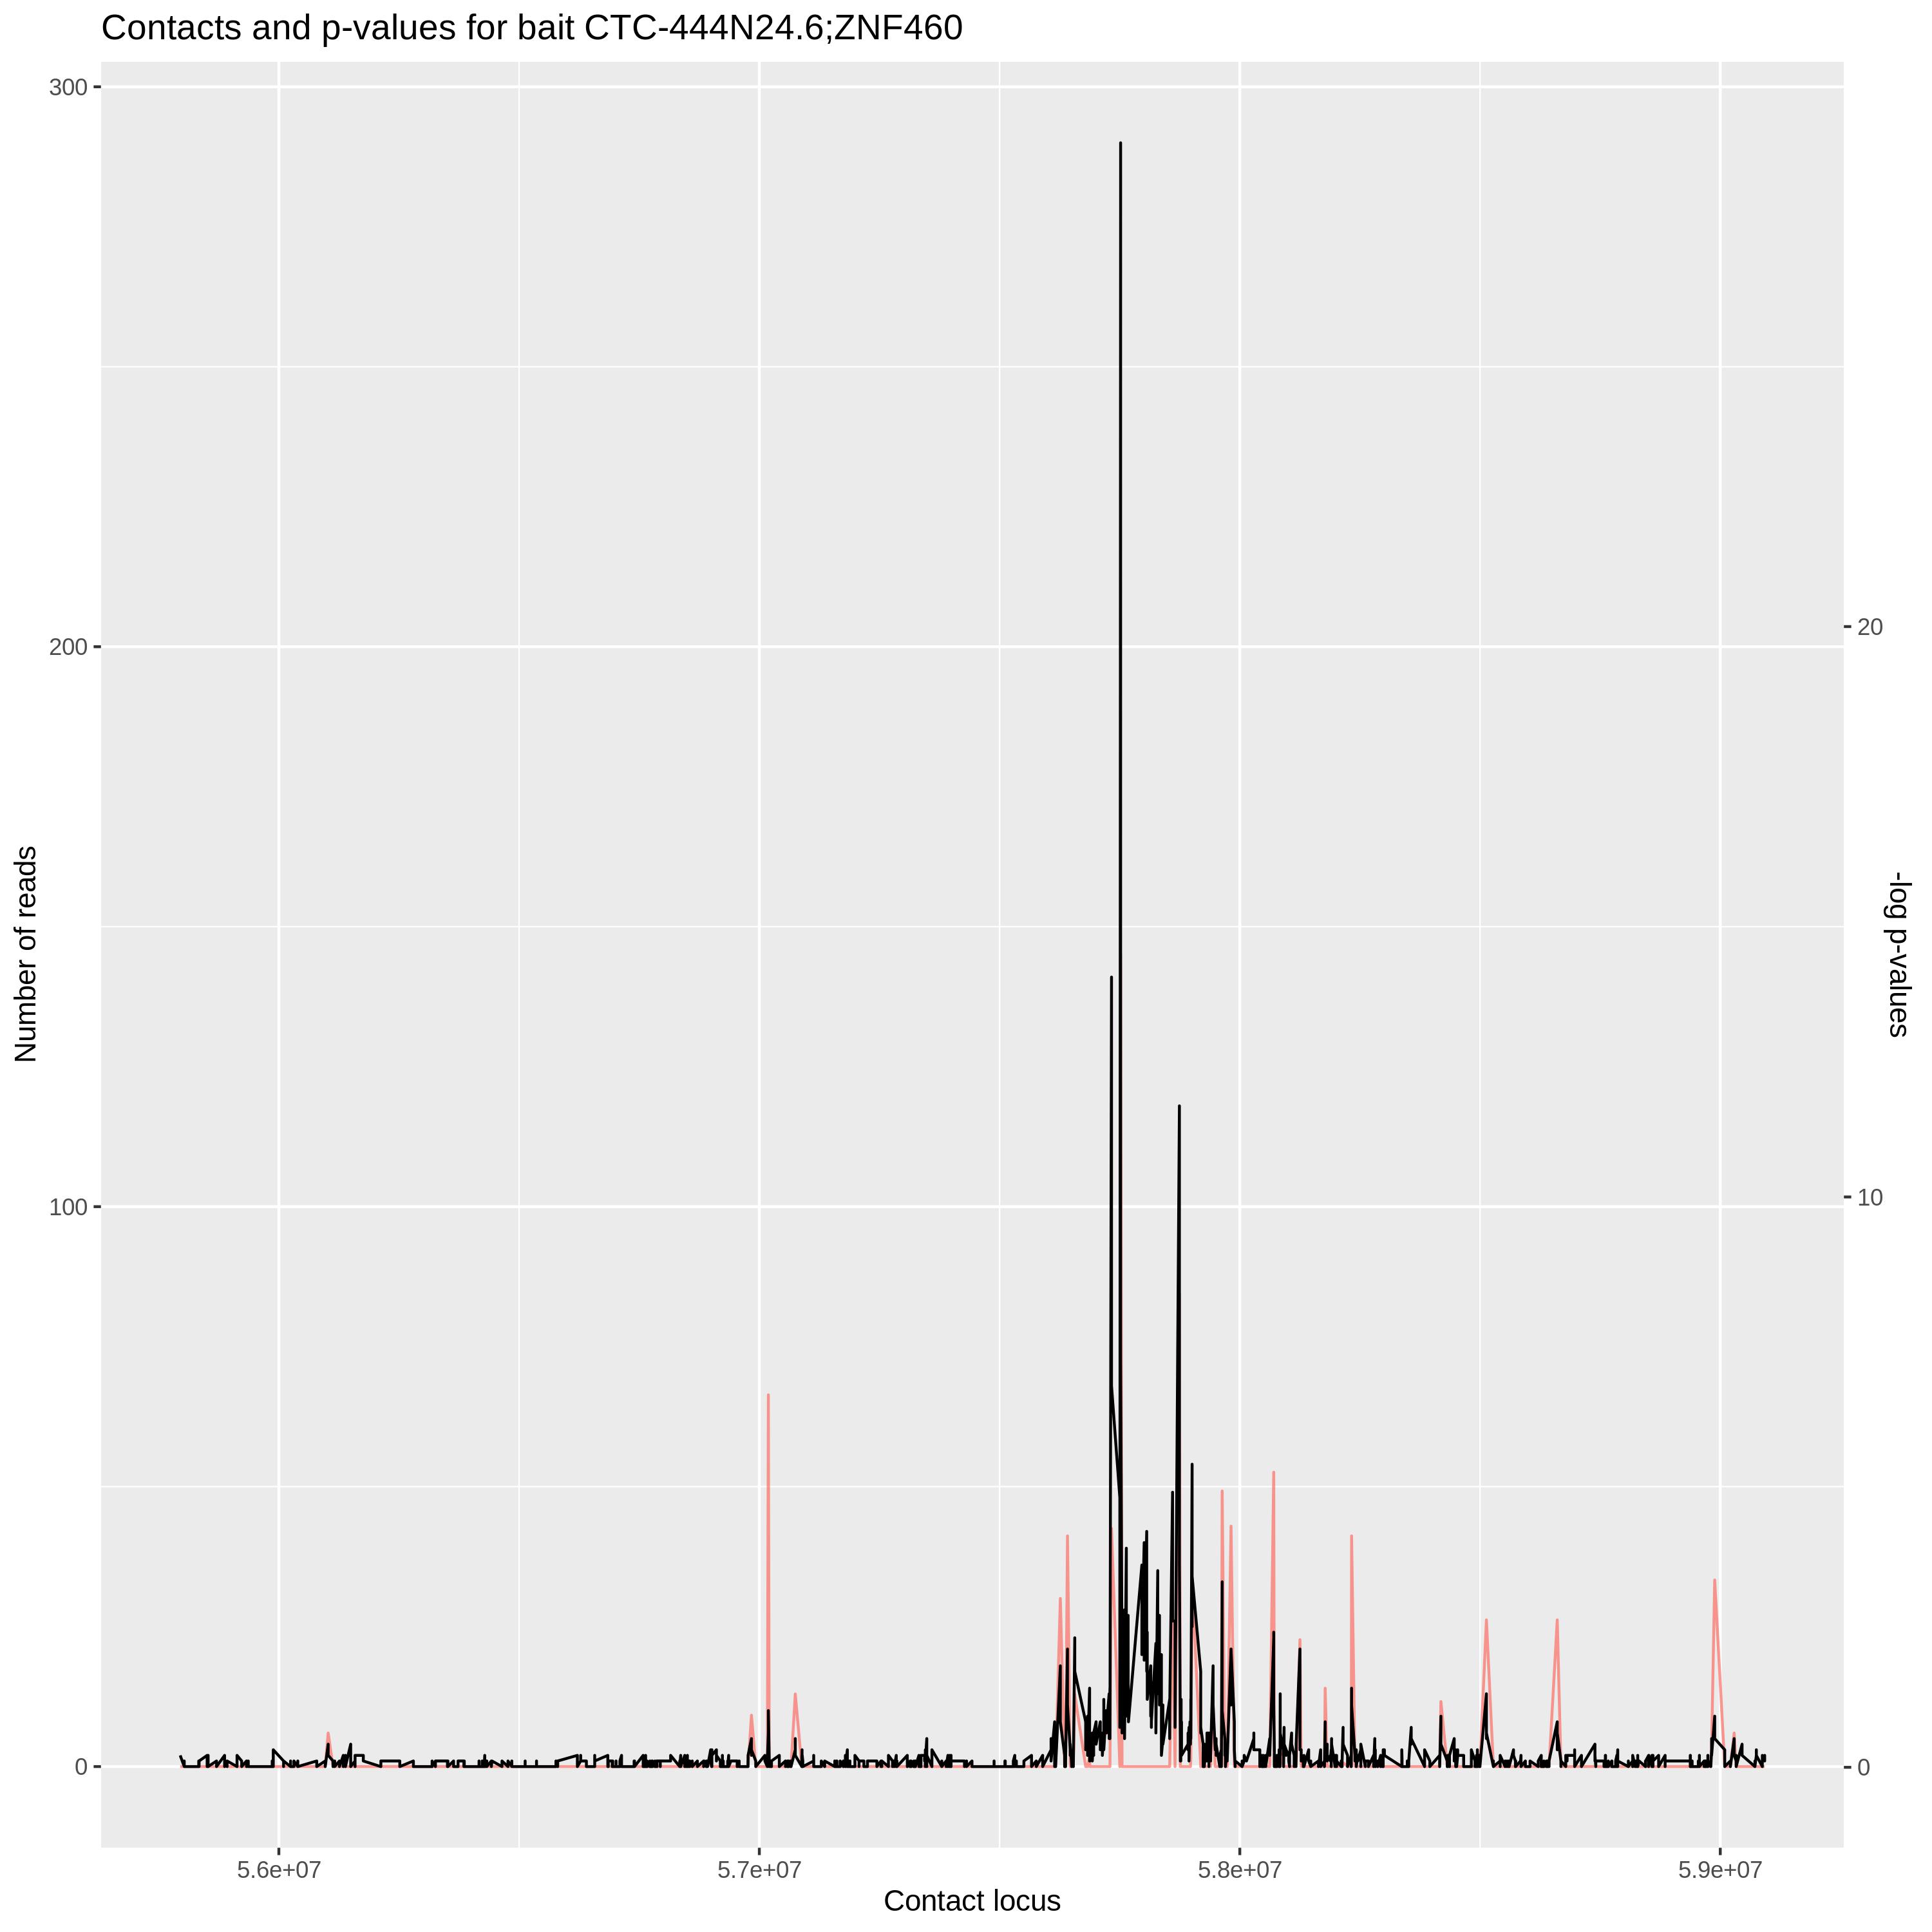 Contacts and p-values for bait CTC-444N24.6;ZNF460
300
200
100
0
Number of reads
20
10
0
-log p-values
5.6e+07
5.7e+07
5.8e+07
5.9e+07
Contact locus